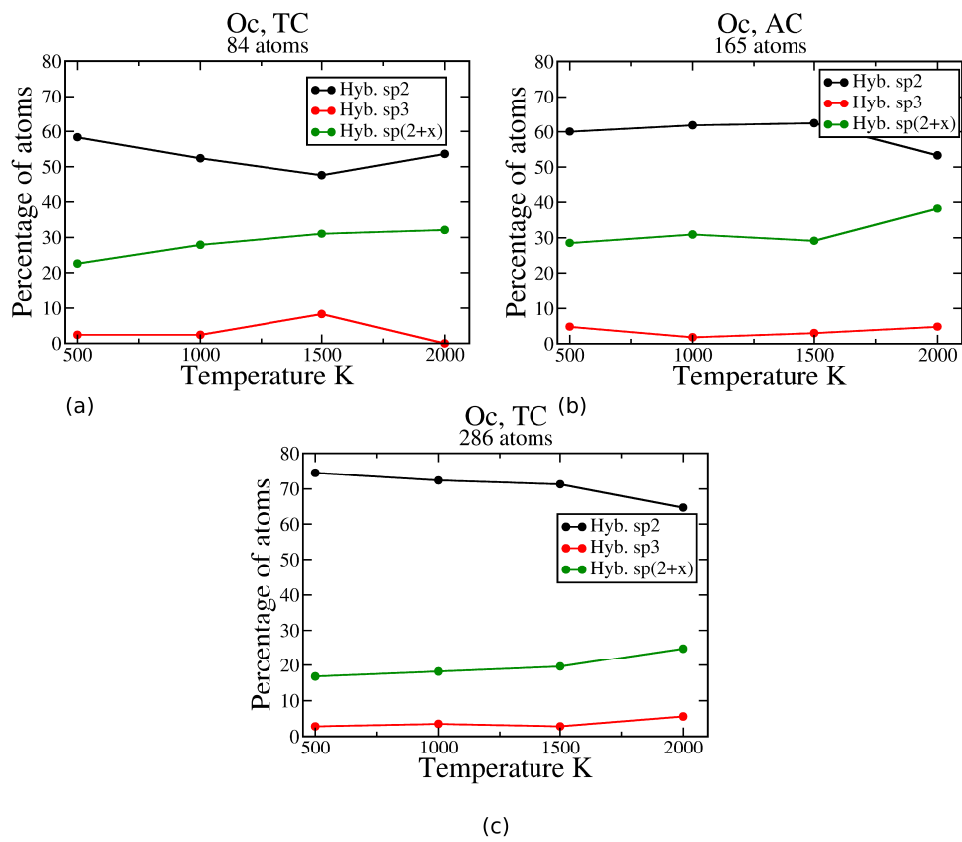 Oc, TC
84 atoms
80
70
60
50
40
30
20
10
0
Percentage of atoms
Hyb. sp2
Hyb. sp3
Hyb. sp(2+x)
500
1000
1500
2000
Temperature K
(a)
Oc, AC
165 atoms
80
70
60
50
40
30
20
10
0
Percentage of atoms
Hyb. sp2
Hyb. sp3
Hyb. sp(2+x)
500
1000
1500
2000
Temperature K
(b)
Oc, TC
286 atoms
80
70
60
50
40
30
20
10
0
Percentage of atoms
Hyb. sp2
Hyb. sp3
Hyb. sp(2+x)
500
1000
1500
2000
Temperature K
(c)